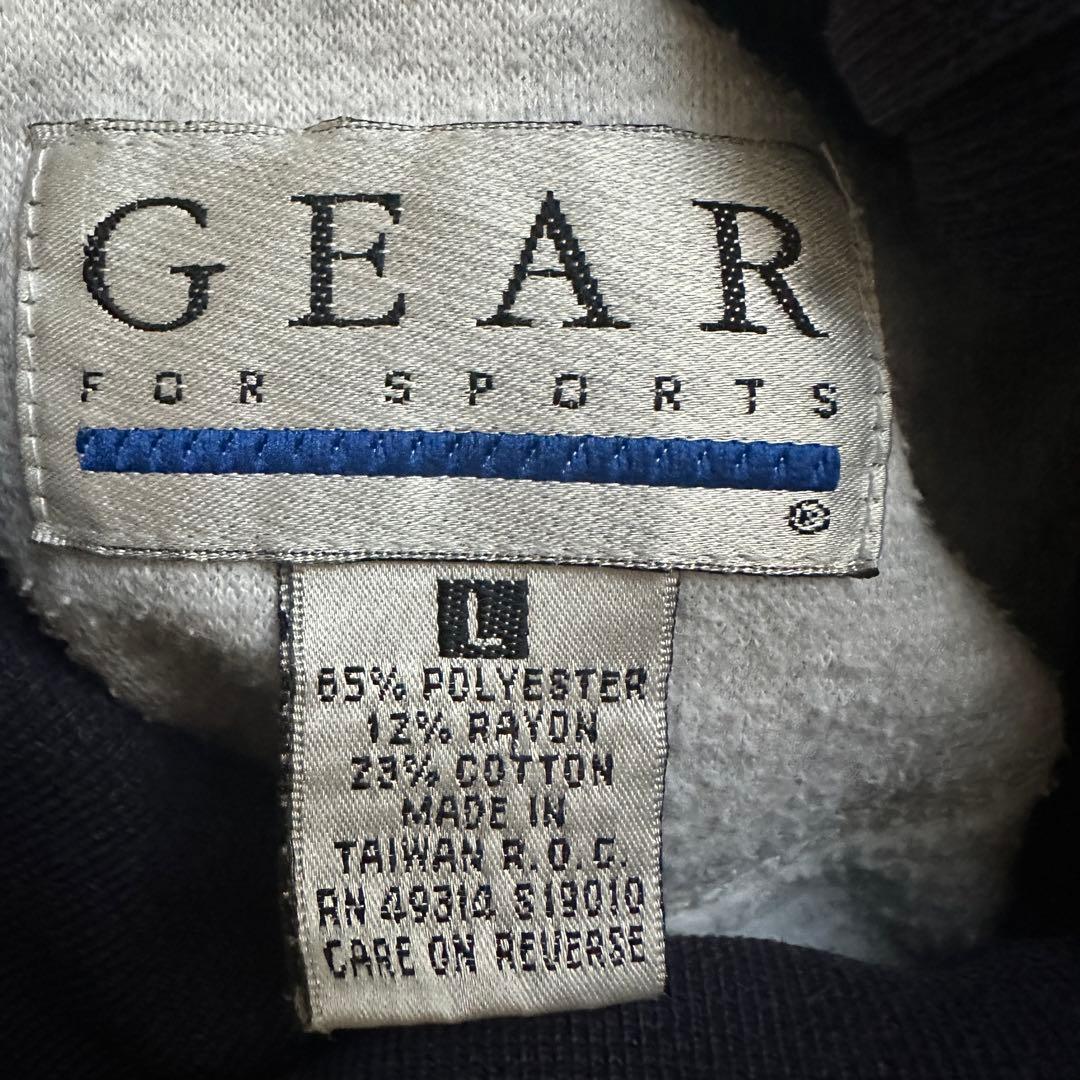 GEAR
FOR SPORTS
®
L
65% POLYESTER
12% RAYON
23% COTTON
MADE IN
TAIWAN R.O.C.
RN 49314 S19010
CARE ON REVERSE